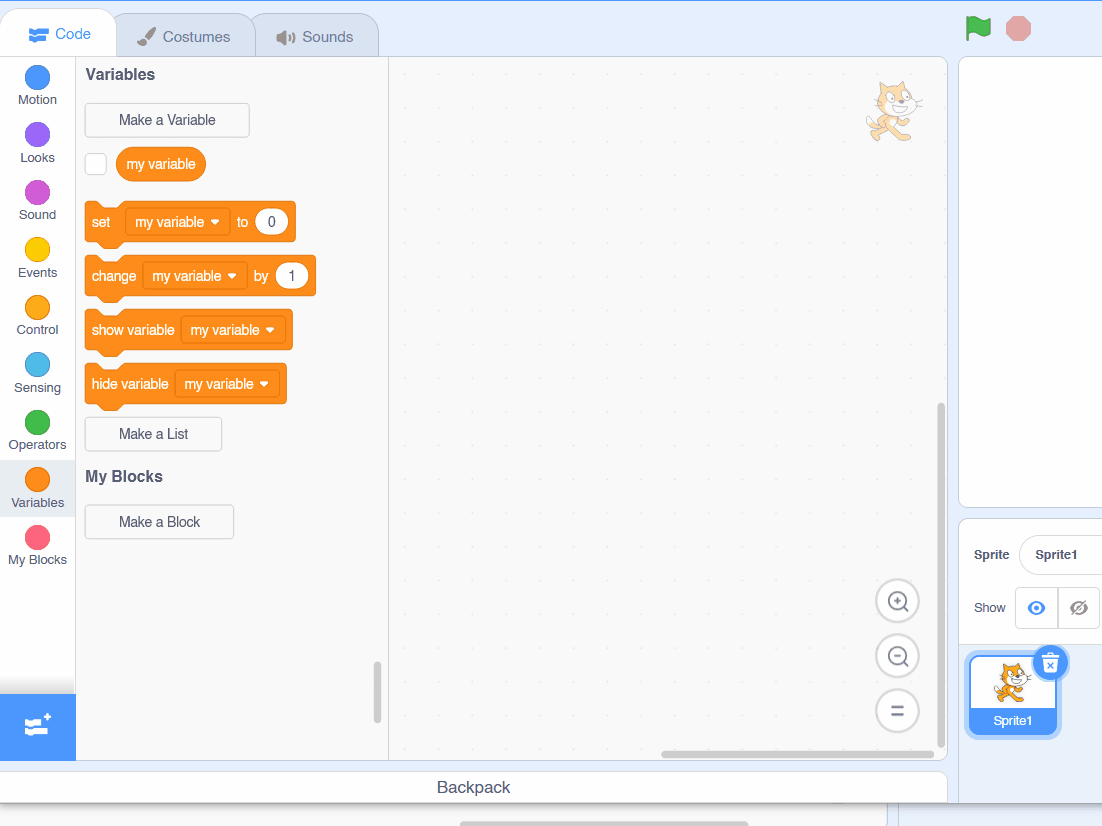 Code
Costumes
Sounds
Motion
Looks
Sound
Events
Control
Sensing
Operators
Variables
My Blocks
Variables
Make a Variable
my variable
set my variable to 0
change my variable by 1
show variable my variable
hide variable my variable
Make a List
My Blocks
Make a Block
Sprite Sprite1
Show
Sprite1
Backpack